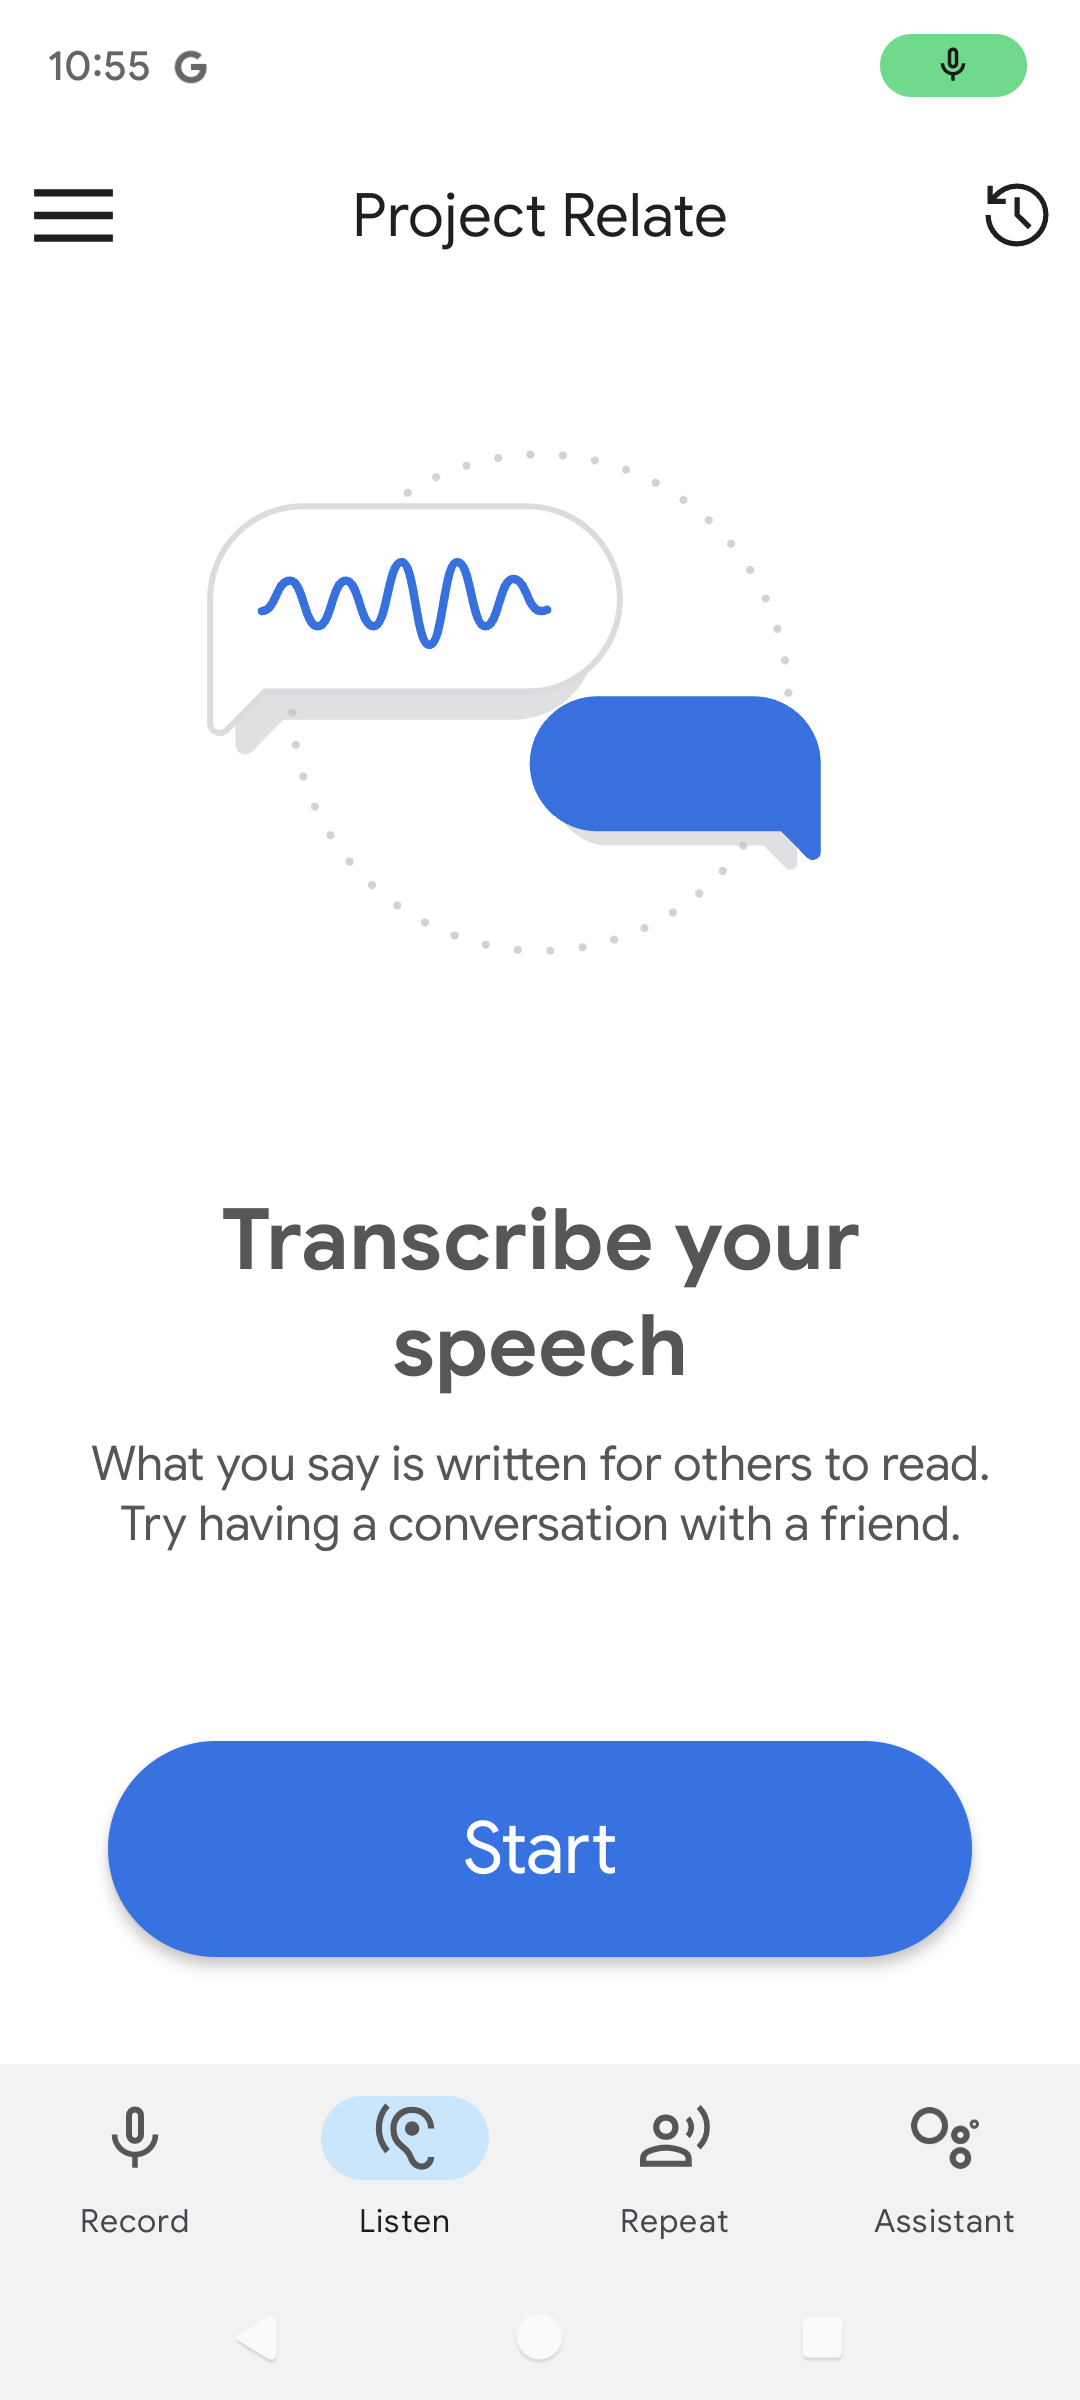 10:55 G
Project Relate
Transcribe your
speech
What you say is written for others to read.
Try having a conversation with a friend.
Start
Record Listen Repeat Assistant